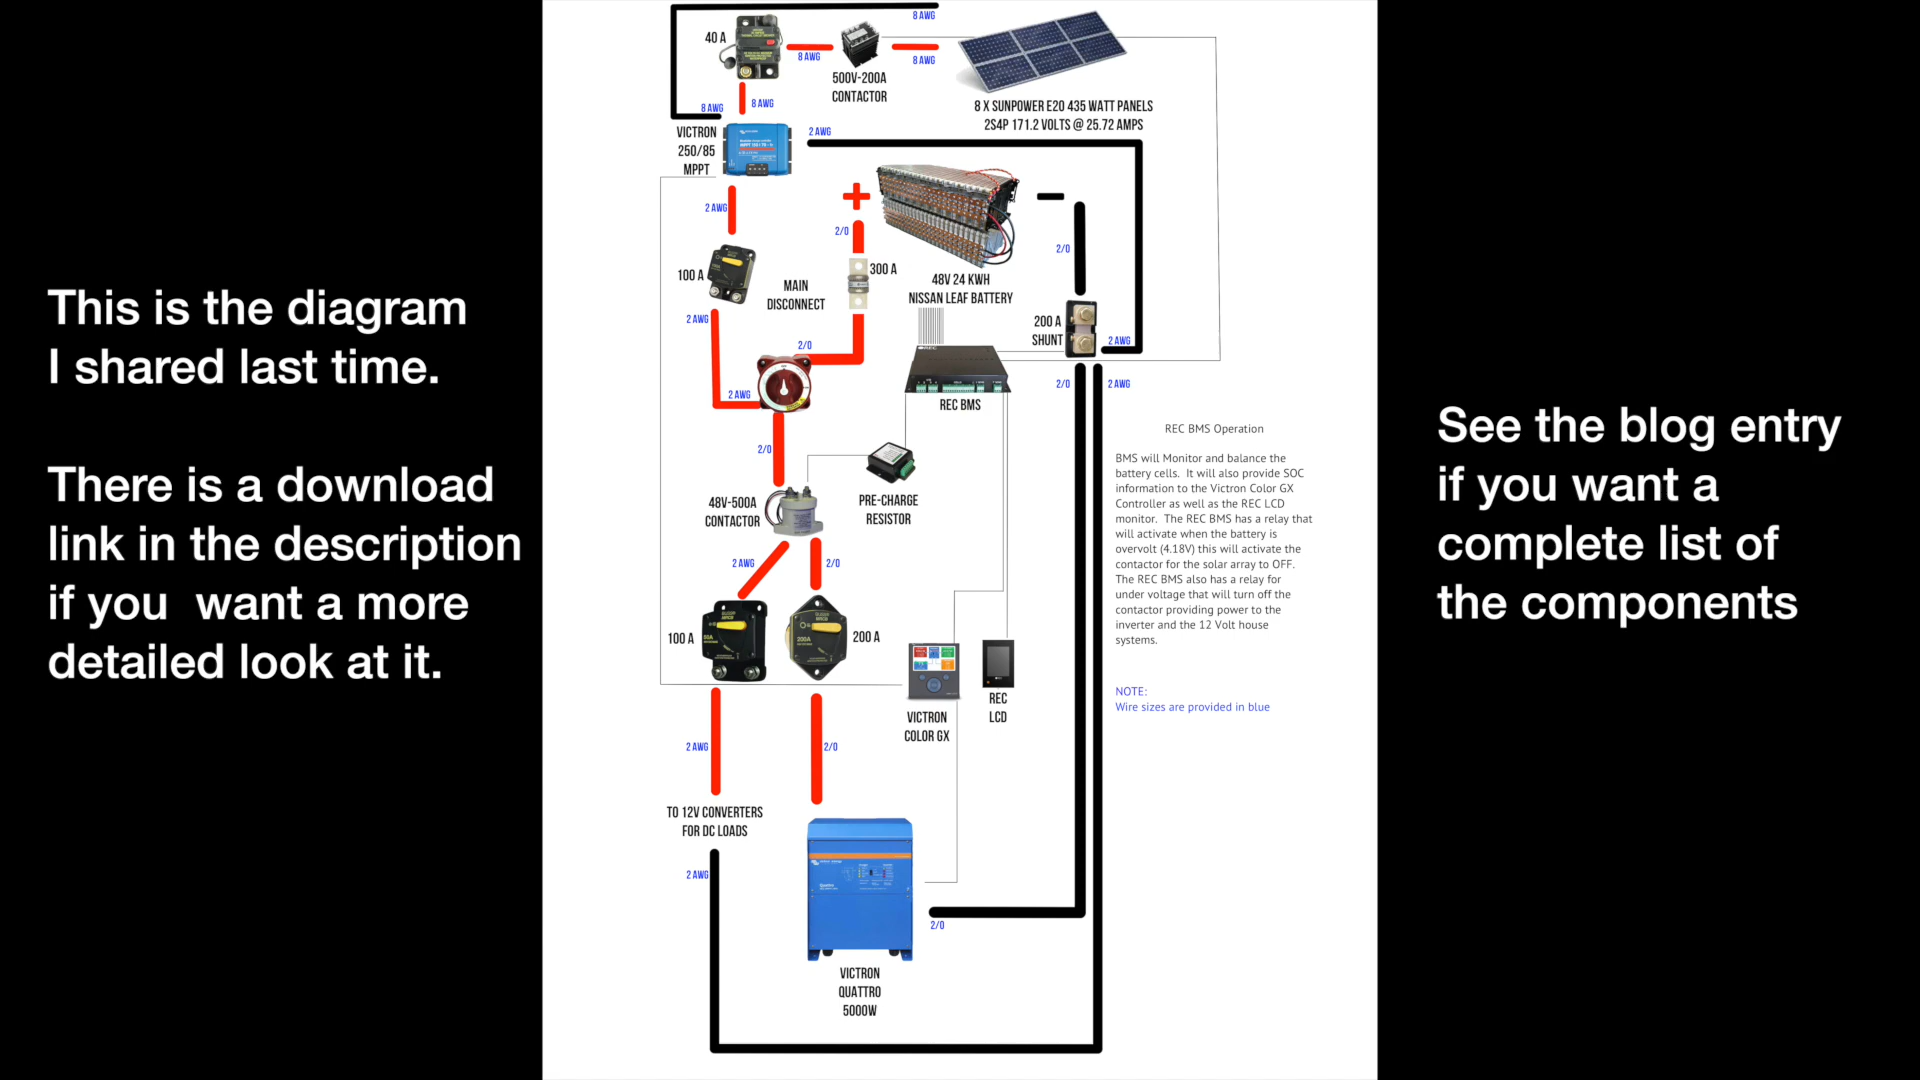 This is the diagram
I shared last time.
There is a download
link in the description
if you want a more
detailed look at it.
8 AWG
40 A
8 AWG
8 AWG
500V-200A
CONTACTOR
8 AWG
8 AWG
8 X SUNPOWER E20 435 WATT PANELS
2S4P 171.2 VOLTS @ 25.72 AMPS
VICTRON
250/85
MPPT
2 AWG
2 AWG
2/0
2/0
100 A
MAIN
DISCONNECT
300 A
48V 24 KWH
NISSAN LEAF BATTERY
2 AWG
200 A
SHUNT
2 AWG
2/0
REC
2 AWG
REC BMS
2/0
2 AWG
2/0
48V-500A
CONTACTOR
PRE-CHARGE
RESISTOR
2 AWG
2/0
100 A
200A
200 A
2 AWG
2/0
VICTRON
COLOR GX
REC
LCD
TO 12V CONVERTERS
FOR DC LOADS
2 AWG
2/0
VICTRON
QUATTRO
5000W
REC BMS Operation
BMS will Monitor and balance the
battery cells. It will also provide SOC
information to the Victron Color GX
Controller as well as the REC LCD
monitor. The REC BMS has a relay that
will activate when the battery is
overvolt (4.18V) this will activate the
contactor for the solar array to OFF.
The REC BMS also has a relay for
under voltage that will turn off the
contactor providing power to the
inverter and the 12 Volt house
systems.
NOTE:
Wire sizes are provided in blue
See the blog entry
if you want a
complete list of
the components